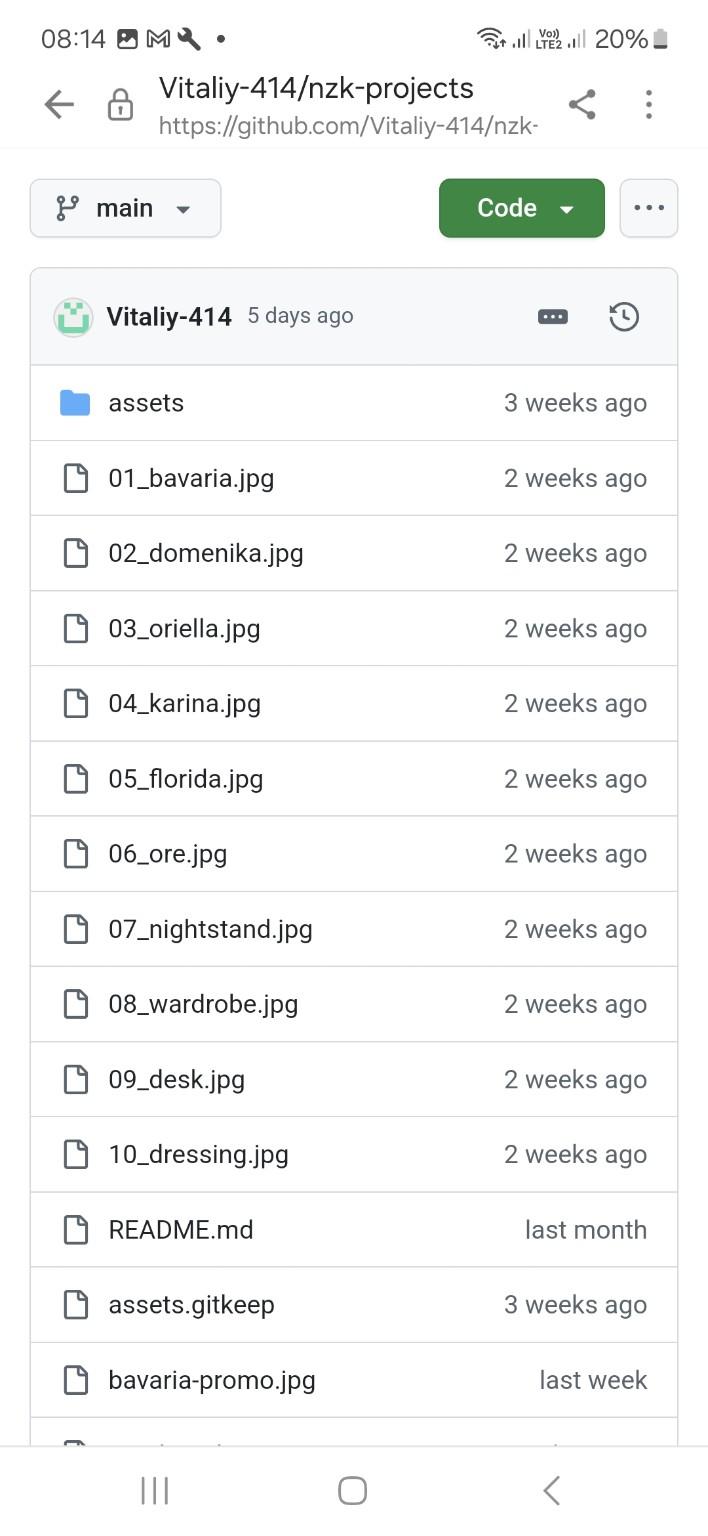 08:14
Vo)) LTE2 20%
Vitaliy-414/nzk-projects
https://github.com/Vitaliy-414/nzk-
main Code
Vitaliy-414 5 days ago
assets 3 weeks ago
01_bavaria.jpg 2 weeks ago
02_domenika.jpg 2 weeks ago
03_oriella.jpg 2 weeks ago
04_karina.jpg 2 weeks ago
05_florida.jpg 2 weeks ago
06_ore.jpg 2 weeks ago
07_nightstand.jpg 2 weeks ago
08_wardrobe.jpg 2 weeks ago
09_desk.jpg 2 weeks ago
10_dressing.jpg 2 weeks ago
README.md last month
assets.gitkeep 3 weeks ago
bavaria-promo.jpg last week